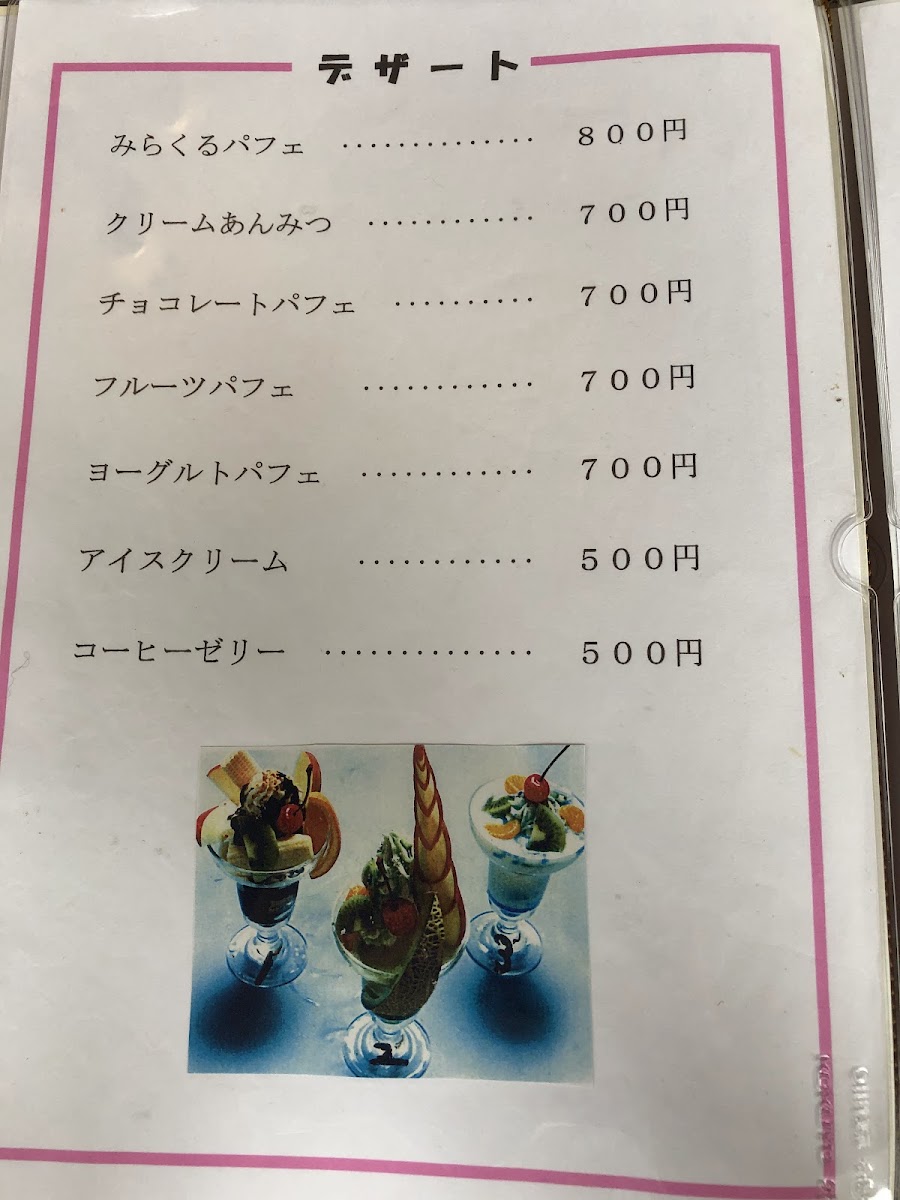 デザート
みらくるパフェ ‥‥‥‥‥‥‥ ８００円
クリームあんみつ ‥‥‥‥‥‥ ７００円
チョコレートパフェ ‥‥‥‥‥ ７００円
フルーツパフェ ‥‥‥‥‥‥ ７００円
ヨーグルトパフェ ‥‥‥‥‥‥ ７００円
アイスクリーム ‥‥‥‥‥‥ ５００円
コーヒーゼリー ‥‥‥‥‥‥‥ ５００円
1 2 3